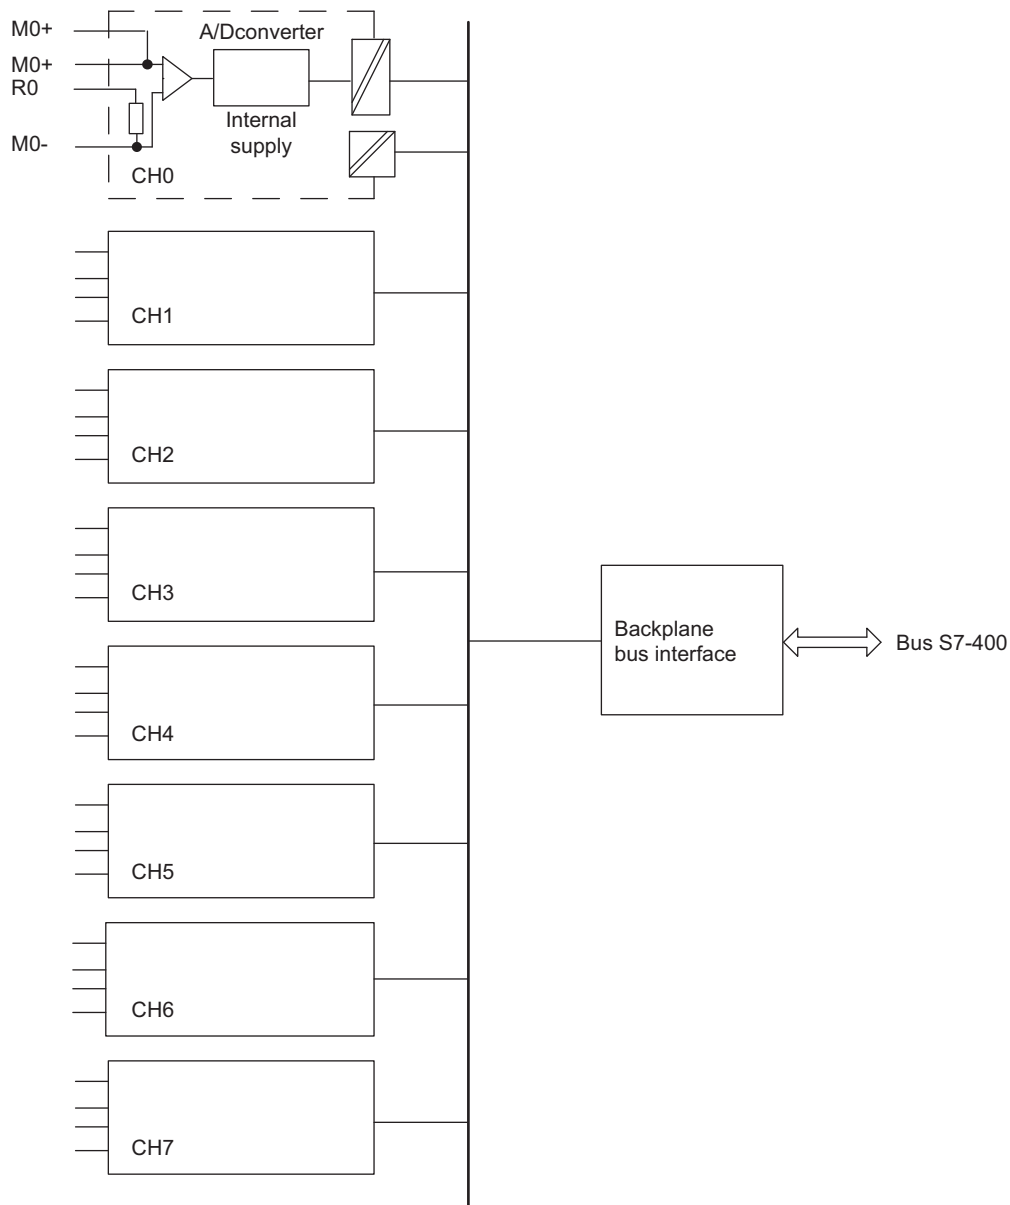 M0+
A/Dconverter
M0+
R0
Internal
supply
M0-
CH0
CH1
CH2
CH3
Backplane
bus interface
Bus S7-400
CH4
CH5
CH6
CH7